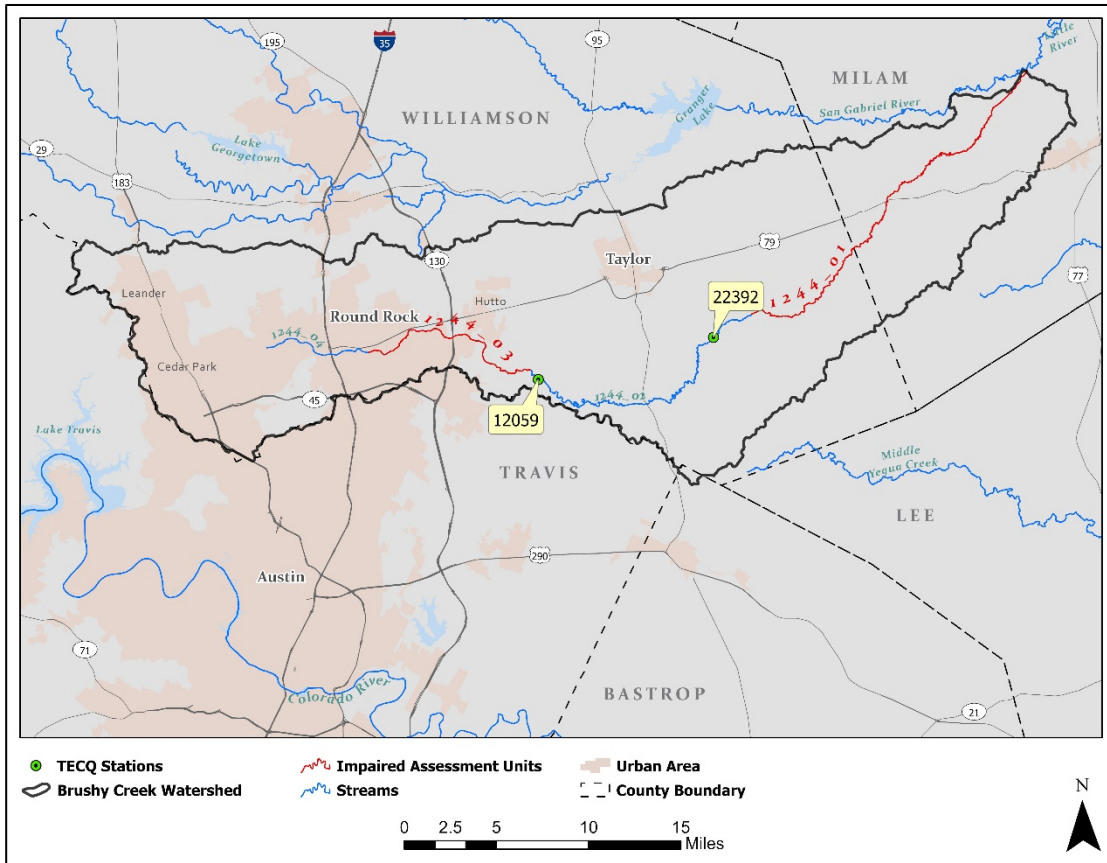 195
INTERSTATE
35
95
MILAM
Little
River
San Gabriel River
Granger
Lake
WILLIAMSON
Lake
Georgetown
29
183
79
130
Taylor
77
1244_01
22392
Leander
Hutto
Round Rock
1244_04
1244_03
Cedar Park
45
12059
1244_02
Lake Travis
TRAVIS
Middle
Yegua Creek
LEE
290
Austin
71
Colorado River
BASTROP
21
TECQ Stations
Impaired Assessment Units
Urban Area
Brushy Creek Watershed
Streams
County Boundary
N
0 2.5 5 10 15
Miles